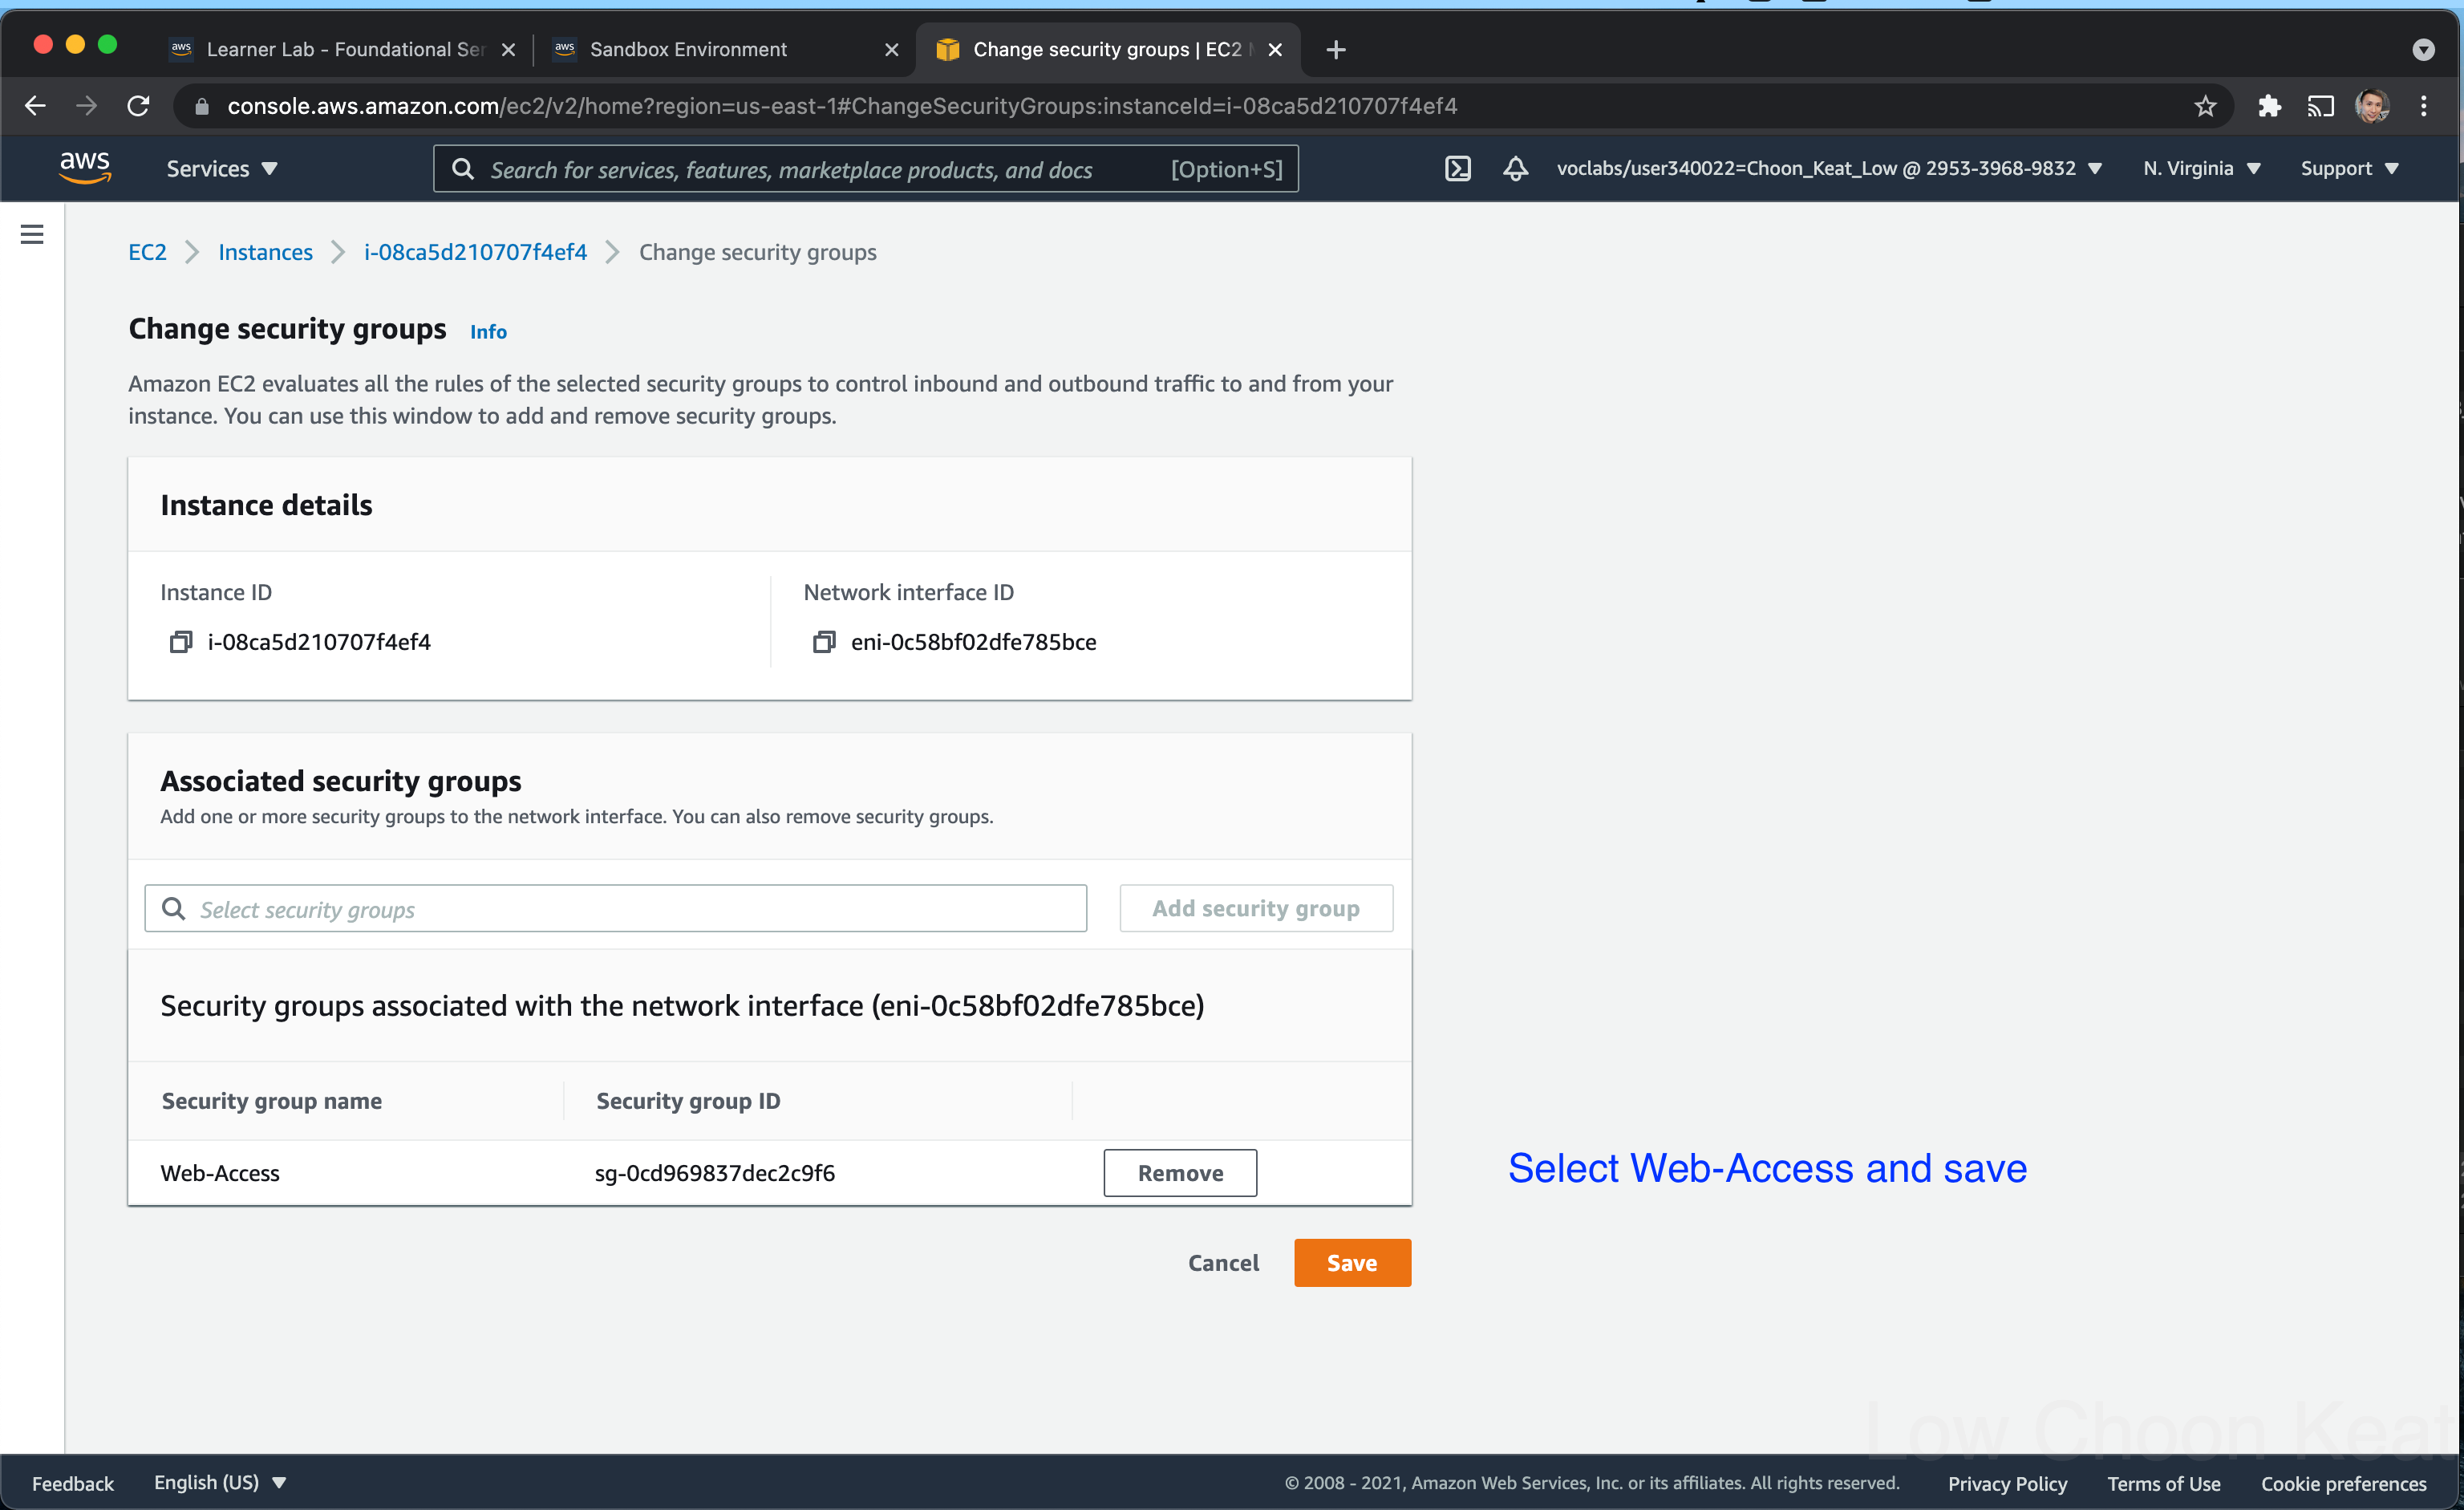 Learner Lab - Foundational Ser
Sandbox Environment
Change security groups | EC2 M
console.aws.amazon.com/ec2/v2/home?region=us-east-1#ChangeSecurityGroups:instanceId=i-08ca5d210707f4ef4
aws
Services
Search for services, features, marketplace products, and docs
[Option+S]
voclabs/user340022=Choon_Keat_Low @ 2953-3968-9832
N. Virginia
Support
EC2
Instances
i-08ca5d210707f4ef4
Change security groups
Change security groups
Info
Amazon EC2 evaluates all the rules of the selected security groups to control inbound and outbound traffic to and from your
instance. You can use this window to add and remove security groups.
Instance details
Instance ID
Network interface ID
i-08ca5d210707f4ef4
eni-0c58bf02dfe785bce
Associated security groups
Add one or more security groups to the network interface. You can also remove security groups.
Select security groups
Add security group
Security groups associated with the network interface (eni-0c58bf02dfe785bce)
Security group name
Security group ID
Web-Access
sg-0cd969837dec2c9f6
Remove
Select Web-Access and save
Cancel
Save
Low Choon Keat
Feedback
English (US)
© 2008 - 2021, Amazon Web Services, Inc. or its affiliates. All rights reserved.
Privacy Policy
Terms of Use
Cookie preferences